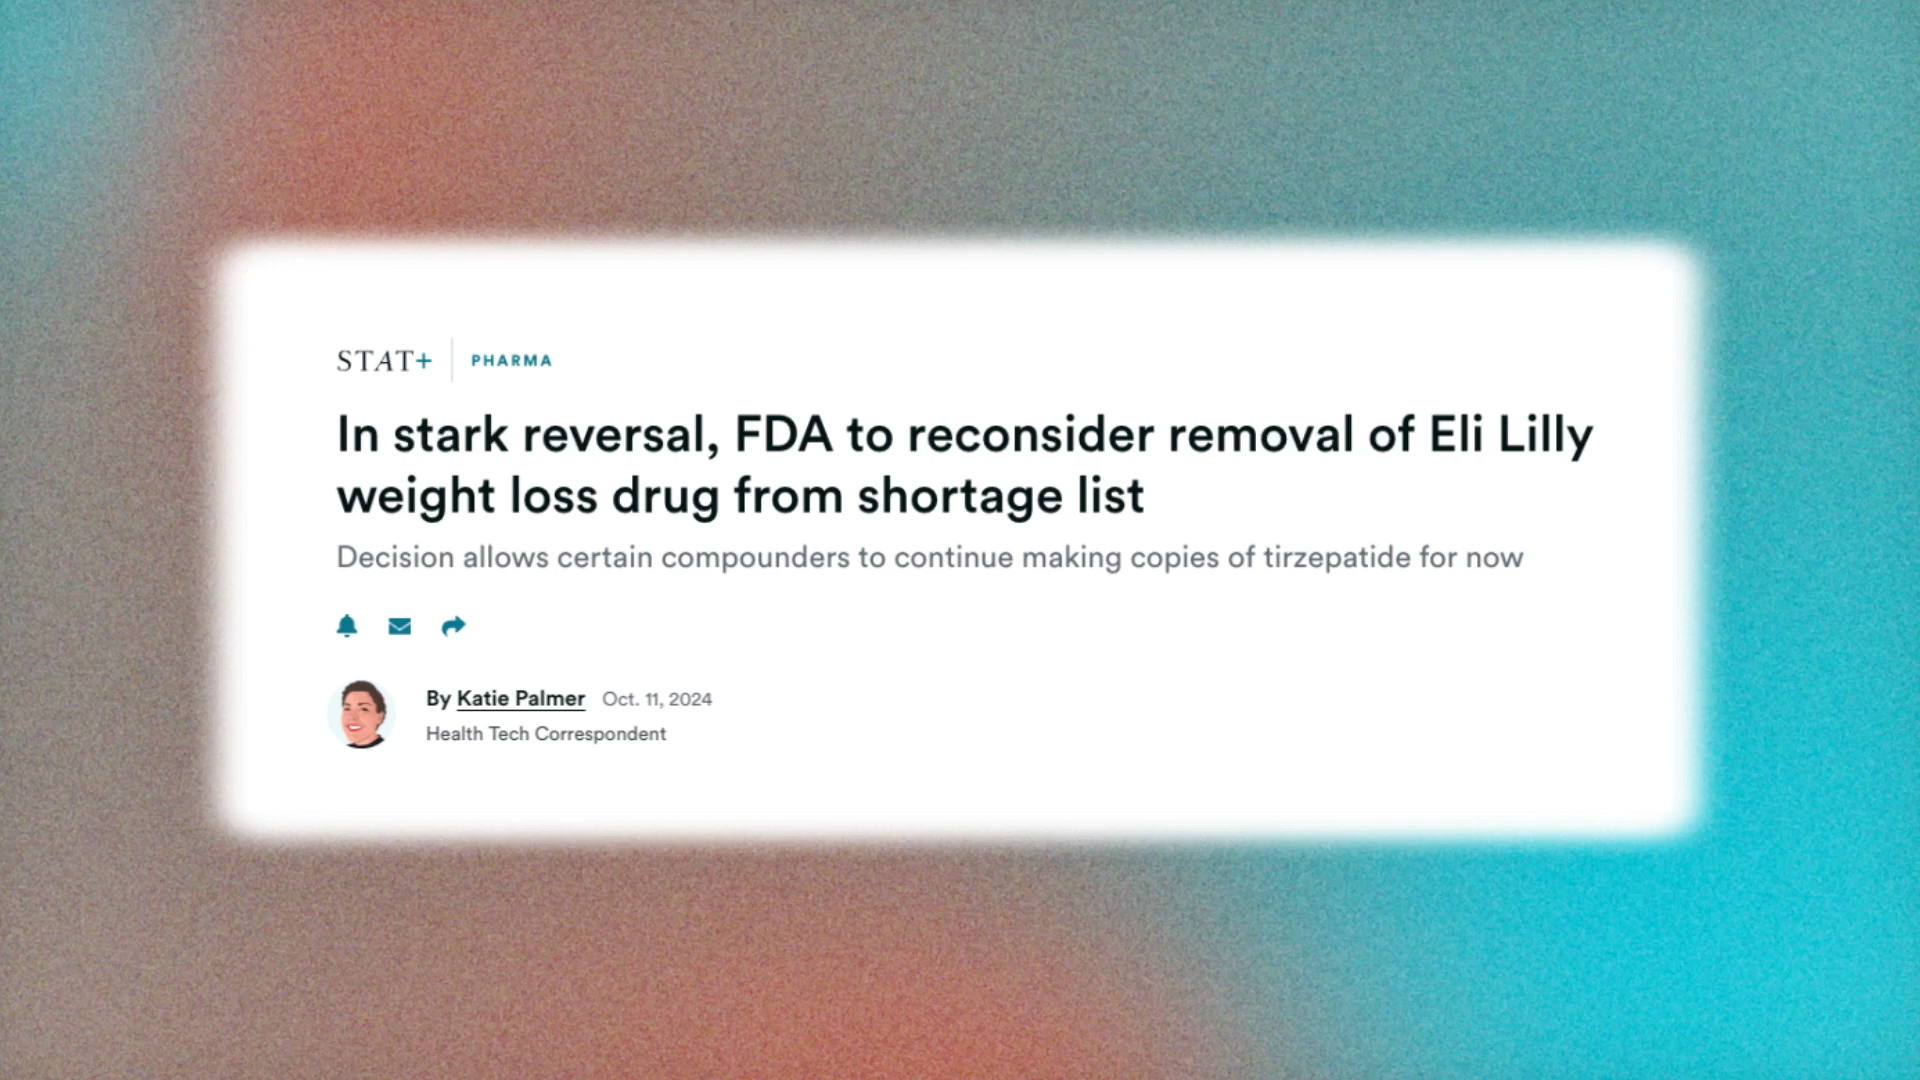 STAT+ | PHARMA
In stark reversal, FDA to reconsider removal of Eli Lilly
weight loss drug from shortage list
Decision allows certain compounders to continue making copies of tirzepatide for now
By Katie Palmer Oct. 11, 2024
Health Tech Correspondent